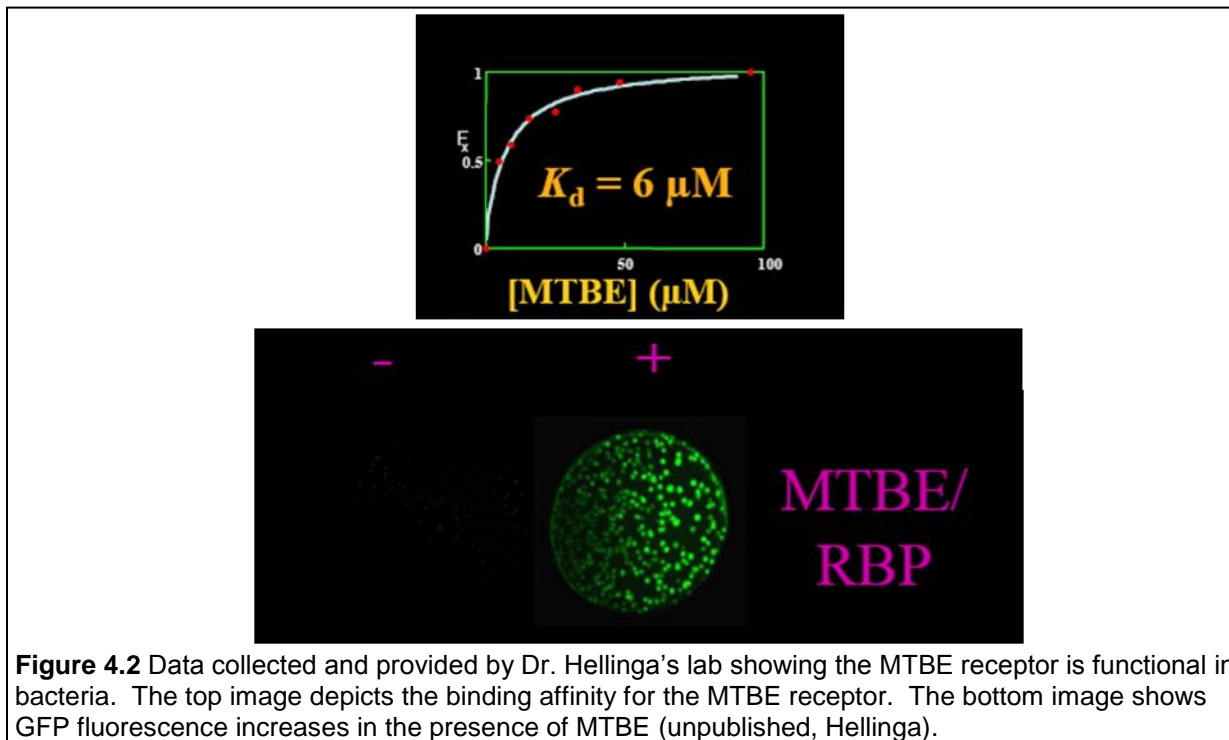 1
Fx
0.5
Kd = 6 µM
0
50
100
[MTBE] (µM)
-
+
MTBE/
RBP
Figure 4.2 Data collected and provided by Dr. Hellinga's lab showing the MTBE receptor is functional in
bacteria. The top image depicts the binding affinity for the MTBE receptor. The bottom image shows
GFP fluorescence increases in the presence of MTBE (unpublished, Hellinga).